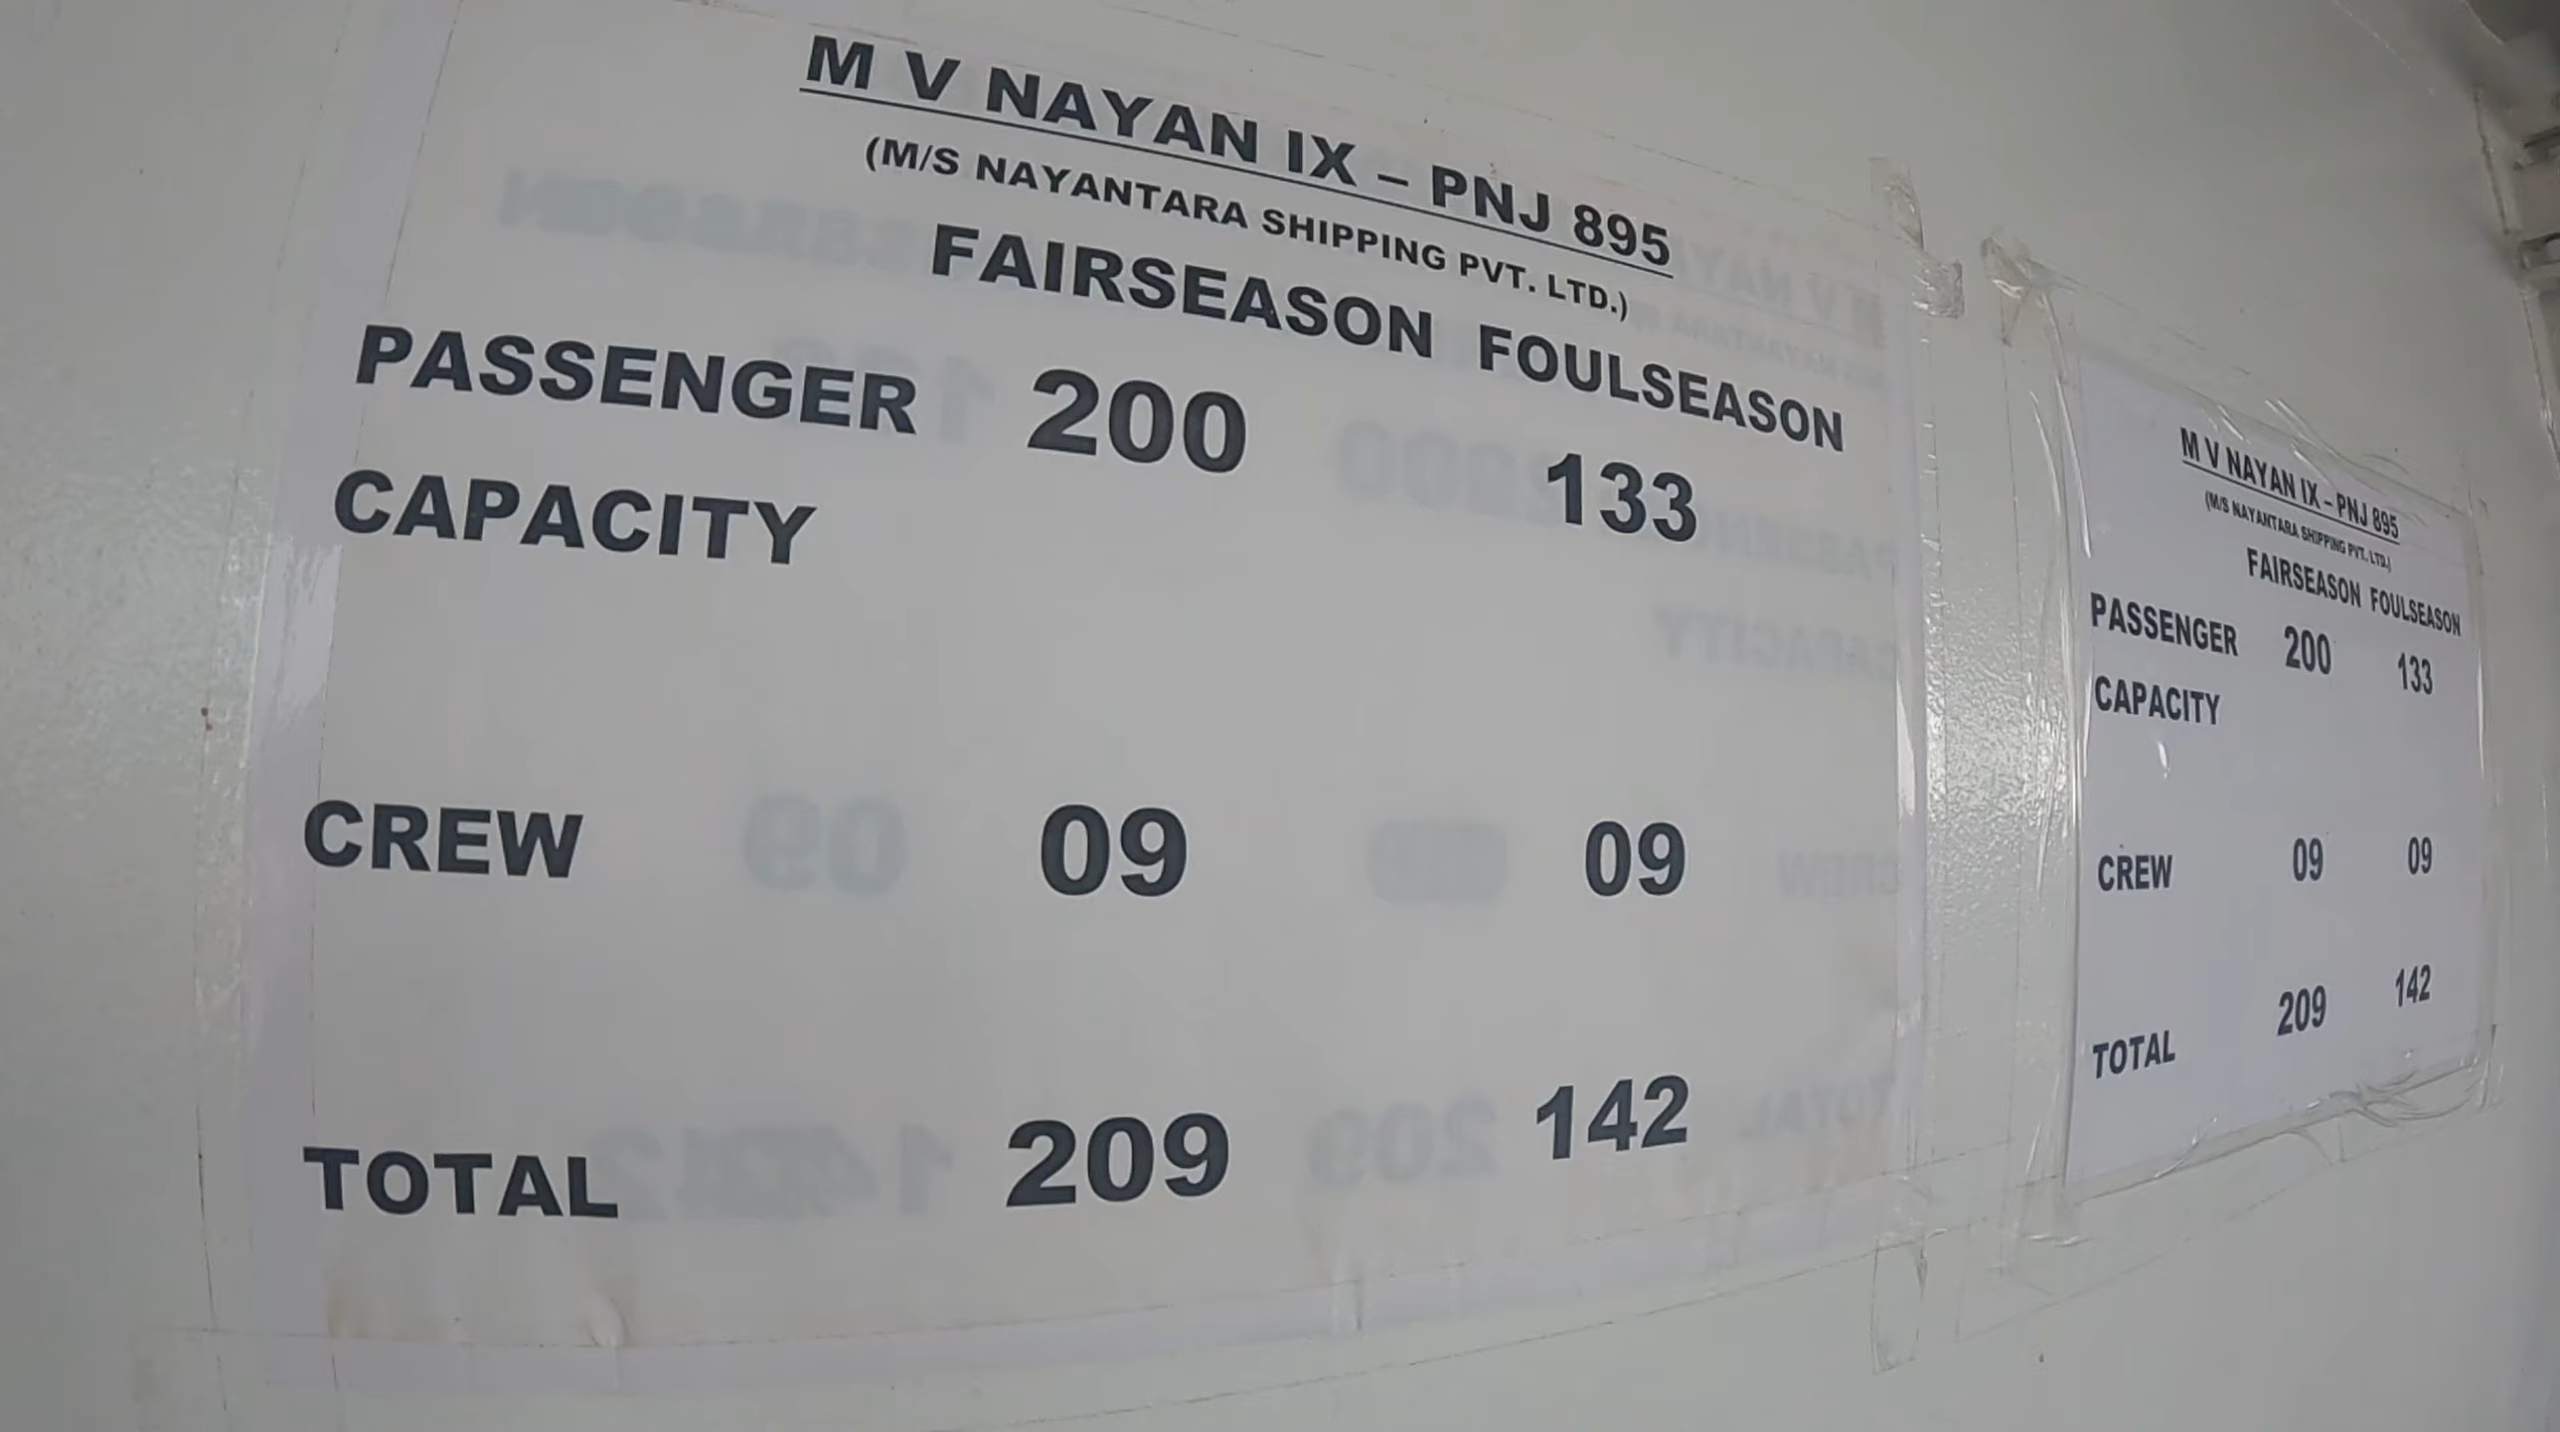 M V NAYAN IX – PNJ 895
(M/S NAYANTARA SHIPPING PVT. LTD.)
FAIRSEASON FOULSEASON
PASSENGER 200 133
CAPACITY
CREW 09 09
TOTAL 209 142
M V NAYAN IX – PNJ 895
(M/S NAYANTARA SHIPPING PVT. LTD.)
FAIRSEASON FOULSEASON
PASSENGER 200 133
CAPACITY
CREW 09 09
TOTAL 209 142